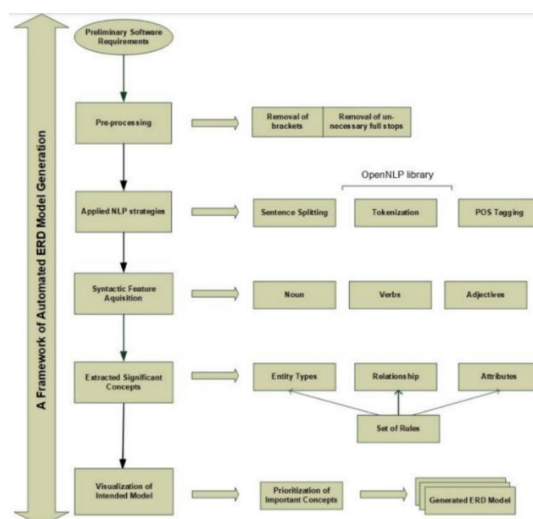 A Framework of Automated ERD Model Generation
Preliminary Software
Requirements
Pre-processing
Removal of
brackets
Removal of un-
necessary full stops
OpenNLP library
Applied NLP strategies
Sentence Splitting
Tokenization
POS Tagging
Syntactic Feature
Aquisition
Noun
Verbs
Adjectives
Extracted Significant
Concepts
Entity Types
Relationship
Attributes
Set of Rules
Visualization of
Intended Model
Prioritization of
Important Concepts
Generated ERD Model